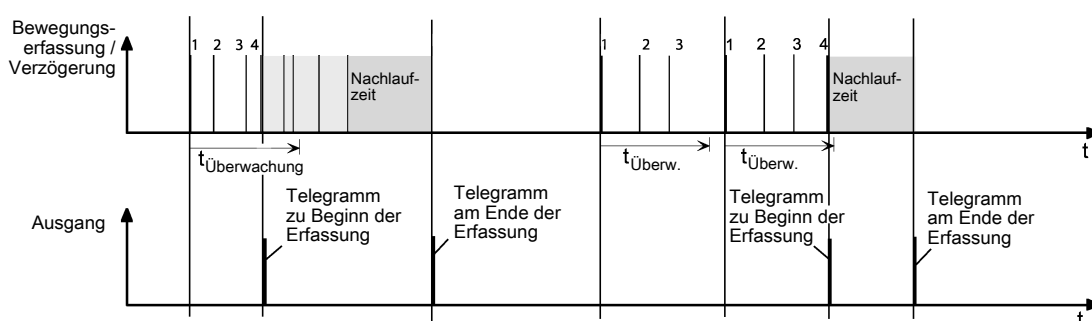 Bewegungs-
erfassung /
Verzögerung
1 2 3 4
Nachlauf-
zeit
1 2 3
1 2 3 4
Nachlauf-
zeit
t
tÜberwachung
tÜberw.
tÜberw.
Ausgang
Telegramm
zu Beginn der
Erfassung
Telegramm
am Ende der
Erfassung
Telegramm
zu Beginn der
Erfassung
Telegramm
am Ende der
Erfassung
t